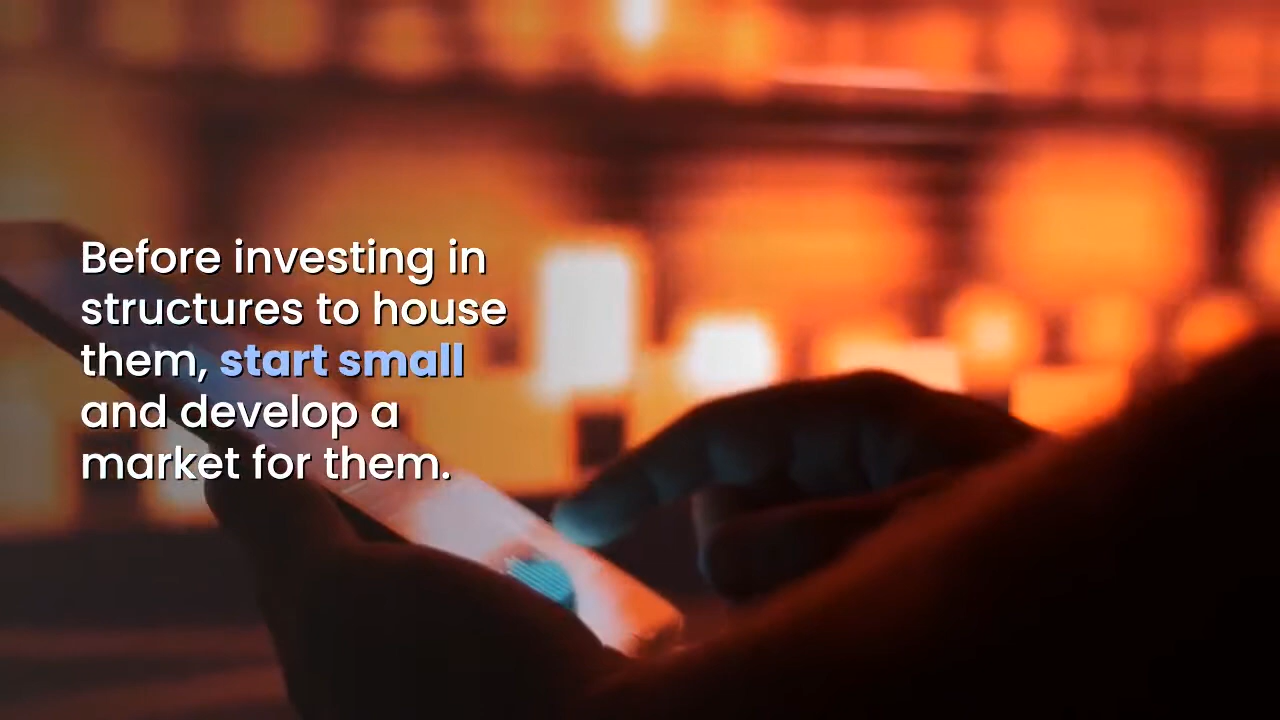 Before investing in
structures to house
them, start small
and develop a
market for them.